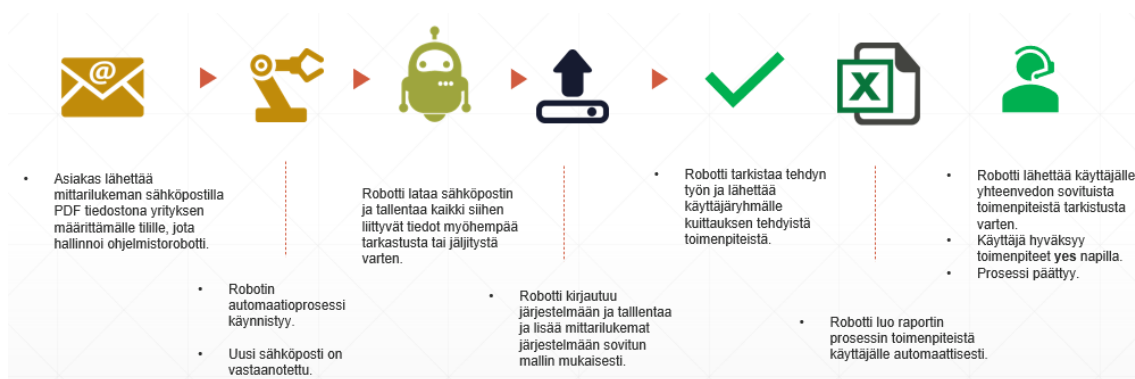 @
X
Asiakas lähettää
mittarilukeman sähköpostilla
PDF tiedostona yrityksen
määrittämälle tilille, jota
hallinnoi ohjelmistorobotti.
Robotin
automaatioprosessi
käynnistyy.
Uusi sähköposti on
vastaanotettu.
Robotti lataa sähköpostin
ja tallentaa kaikki siihen
liittyvät tiedot myöhempää
tarkastusta tai jäljitystä
varten.
Robotti kirjautuu
järjestelmään ja talllentaa
ja lisää mittarilukemat
järjestelmään sovitun
mallin mukaisesti.
Robotti tarkistaa tehdyn
työn ja lähettää
käyttäjäryhmälle
kuittauksen tehdyistä
toimenpiteistä.
Robotti luo raportin
prosessin toimenpiteistä
käyttäjälle automaattisesti.
Robotti lähettää käyttäjälle
yhteenvedon sovituista
toimenpiteistä tarkistusta
varten.
Käyttäjä hyväksyy
toimenpiteet yes napilla.
Prosessi päättyy.